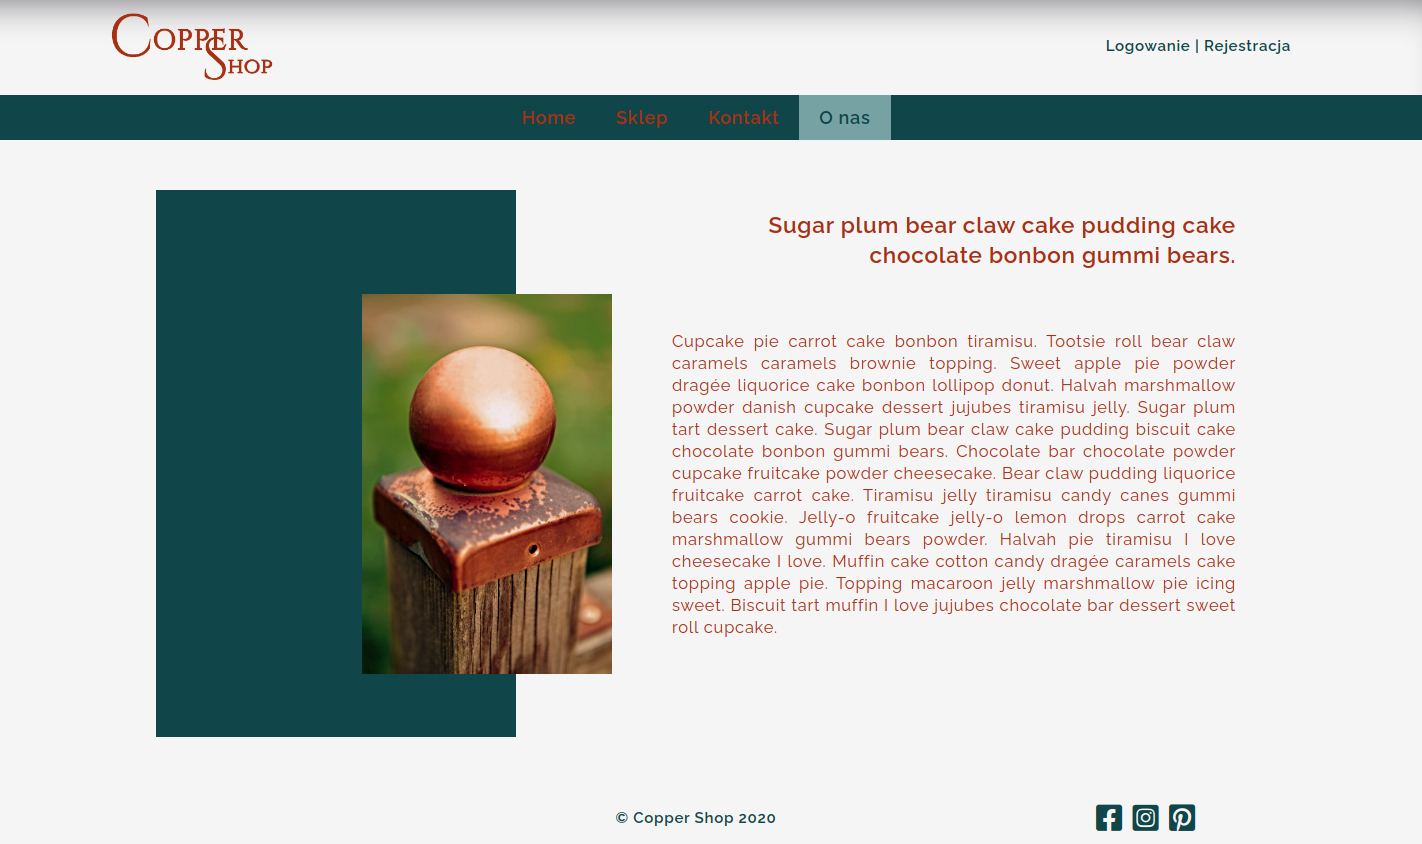 Copper
Shop
Logowanie | Rejestracja
Home Sklep Kontakt O nas
Sugar plum bear claw cake pudding cake
chocolate bonbon gummi bears.
Cupcake pie carrot cake bonbon tiramisu. Tootsie roll bear claw
caramels caramels brownie topping. Sweet apple pie powder
dragée liquorice cake bonbon lollipop donut. Halvah marshmallow
powder danish cupcake dessert jujubes tiramisu jelly. Sugar plum
tart dessert cake. Sugar plum bear claw cake pudding biscuit cake
chocolate bonbon gummi bears. Chocolate bar chocolate powder
cupcake fruitcake powder cheesecake. Bear claw pudding liquorice
fruitcake carrot cake. Tiramisu jelly tiramisu candy canes gummi
bears cookie. Jelly-o fruitcake jelly-o lemon drops carrot cake
marshmallow gummi bears powder. Halvah pie tiramisu I love
cheesecake I love. Muffin cake cotton candy dragée caramels cake
topping apple pie. Topping macaroon jelly marshmallow pie icing
sweet. Biscuit tart muffin I love jujubes chocolate bar dessert sweet
roll cupcake.
© Copper Shop 2020